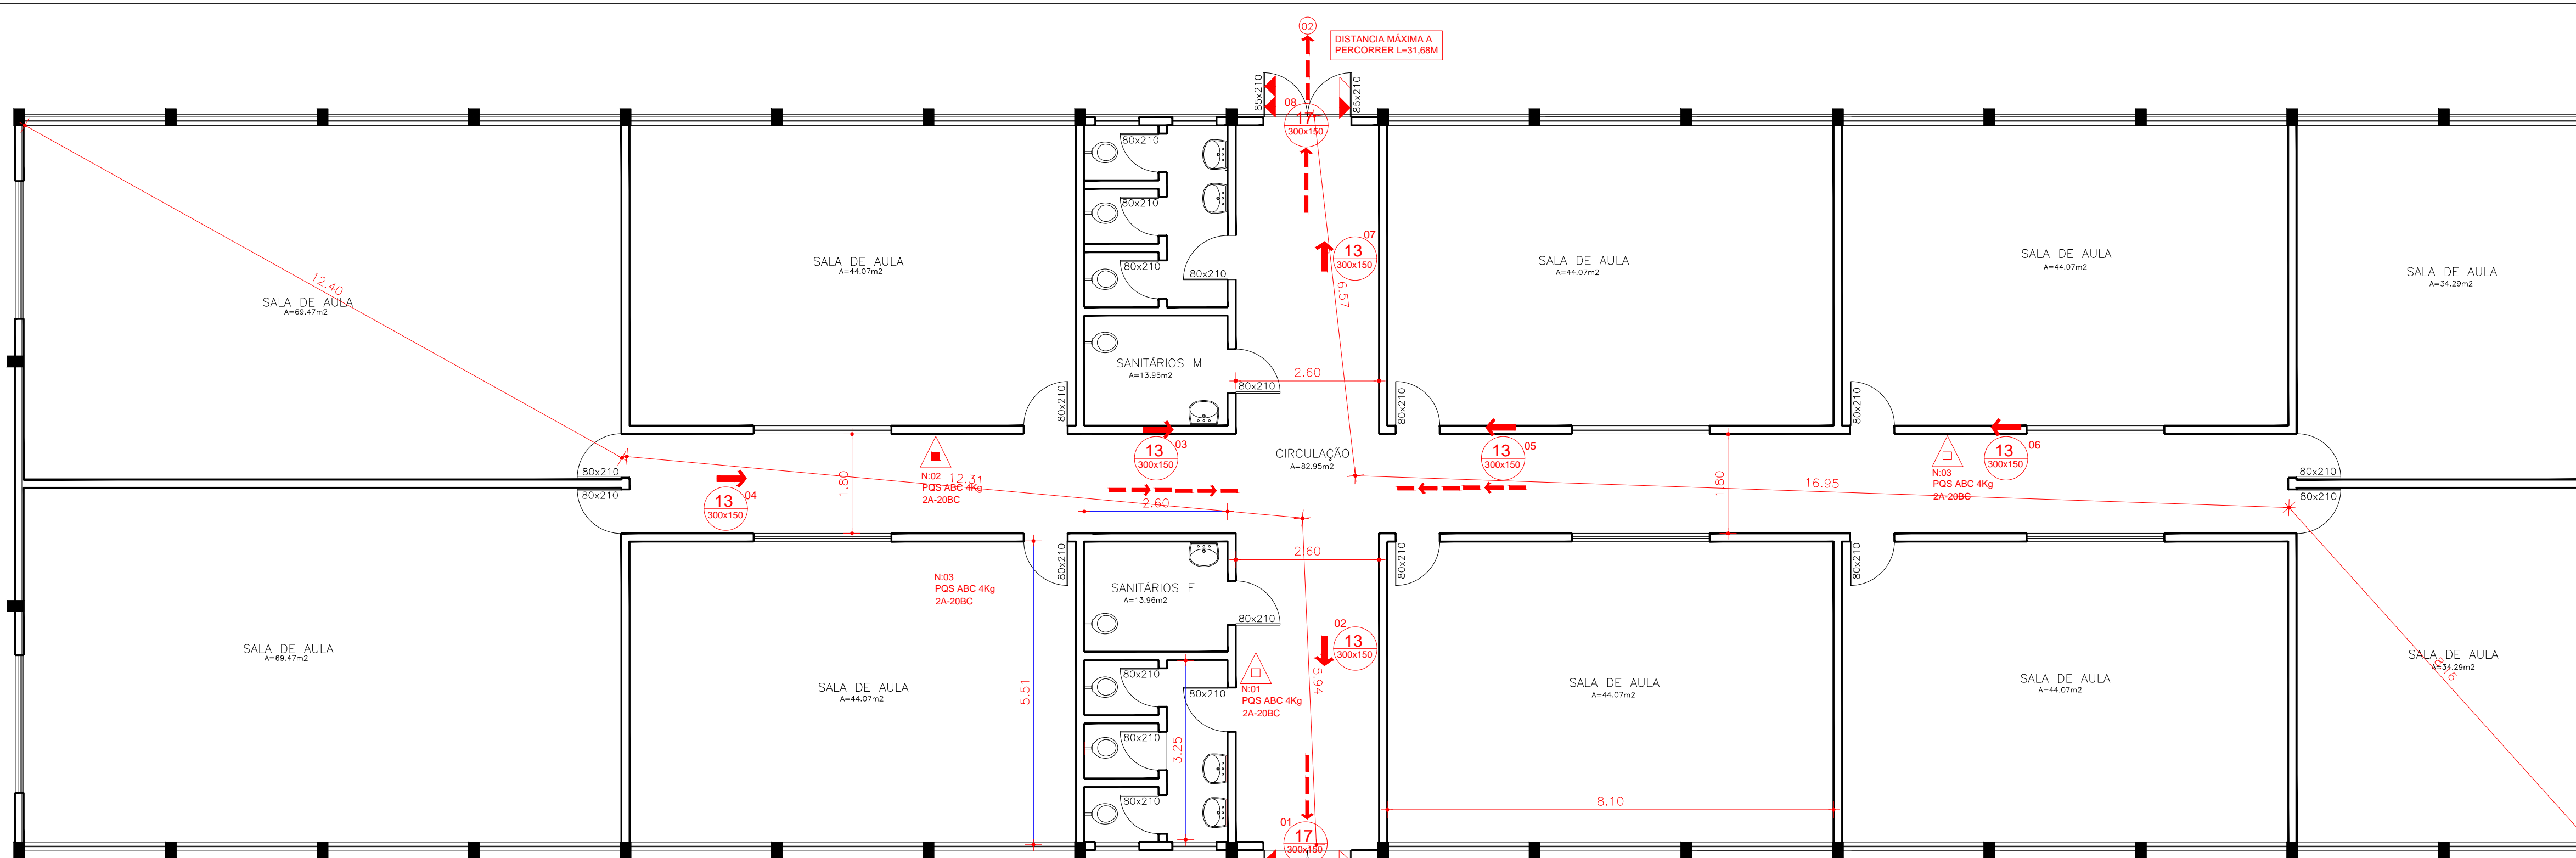 02
DISTANCIA MÁXIMA A
PERCORRER L=31,68M
85x210
85x210
08
17
300x150
80x210
80x210
80x210
80x210
07
13
300x150
6.57
SALA DE AULA
A=69.47m2
12.40
SALA DE AULA
A=44.07m2
SALA DE AULA
A=44.07m2
SALA DE AULA
A=44.07m2
SALA DE AULA
A=34.29m2
SANITÁRIOS M
A=13.96m2
80x210
2.60
80x210
80x210
80x210
80x210
80x210
04
13
300x150
1.80
N:02
PQS ABC 4Kg
2A-20BC
12.31
03
13
300x150
2.60
CIRCULAÇÃO
A=82.95m2
05
13
300x150
1.80
16.95
N:03
PQS ABC 4Kg
2A-20BC
06
13
300x150
80x210
80x210
80x210
2.60
80x210
80x210
N:03
PQS ABC 4Kg
2A-20BC
SANITÁRIOS F
A=13.96m2
80x210
02
13
300x150
5.94
N:01
PQS ABC 4Kg
2A-20BC
SALA DE AULA
A=69.47m2
SALA DE AULA
A=44.07m2
5.51
80x210
80x210
80x210
80x210
3.25
SALA DE AULA
A=44.07m2
8.10
SALA DE AULA
A=44.07m2
SALA DE AULA
A=34.29m2
8.16
01
17
300x150